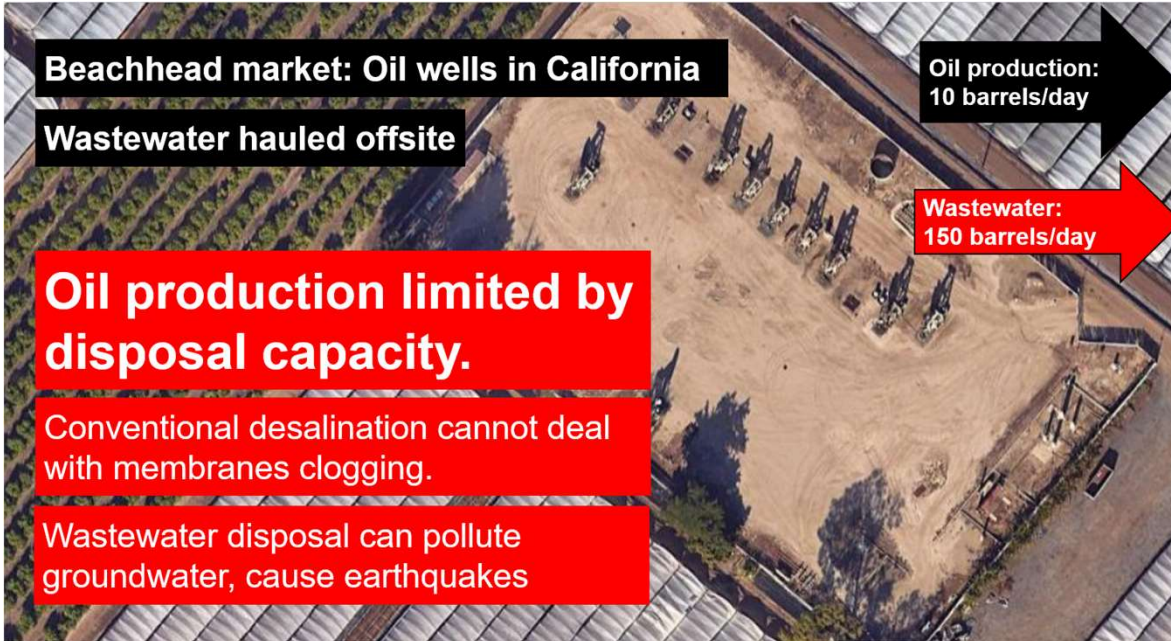 Beachhead market: Oil wells in California
Wastewater hauled offsite
Oil production:
10 barrels/day
Wastewater:
150 barrels/day
Oil production limited by
disposal capacity.
Conventional desalination cannot deal
with membranes clogging.
Wastewater disposal can pollute
groundwater, cause earthquakes